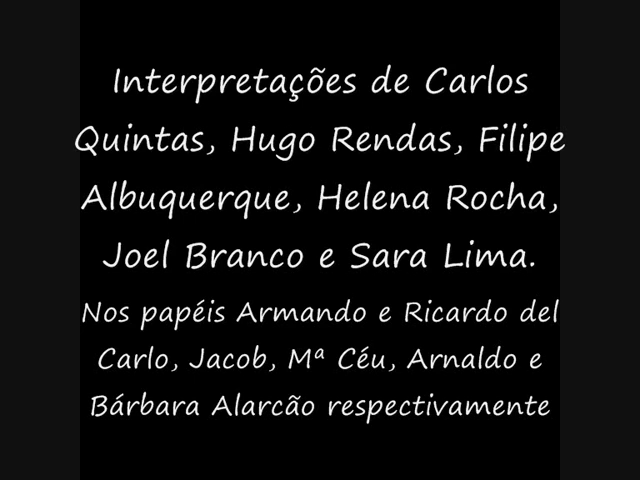 Interpretações de Carlos
Quintas, Hugo Rendas, Filipe
Albuquerque, Helena Rocha,
Joel Branco e Sara Lima.
Nos papéis Armando e Ricardo del
Carlo, Jacob, Mª Céu, Arnaldo e
Bárbara Alarcão respectivamente